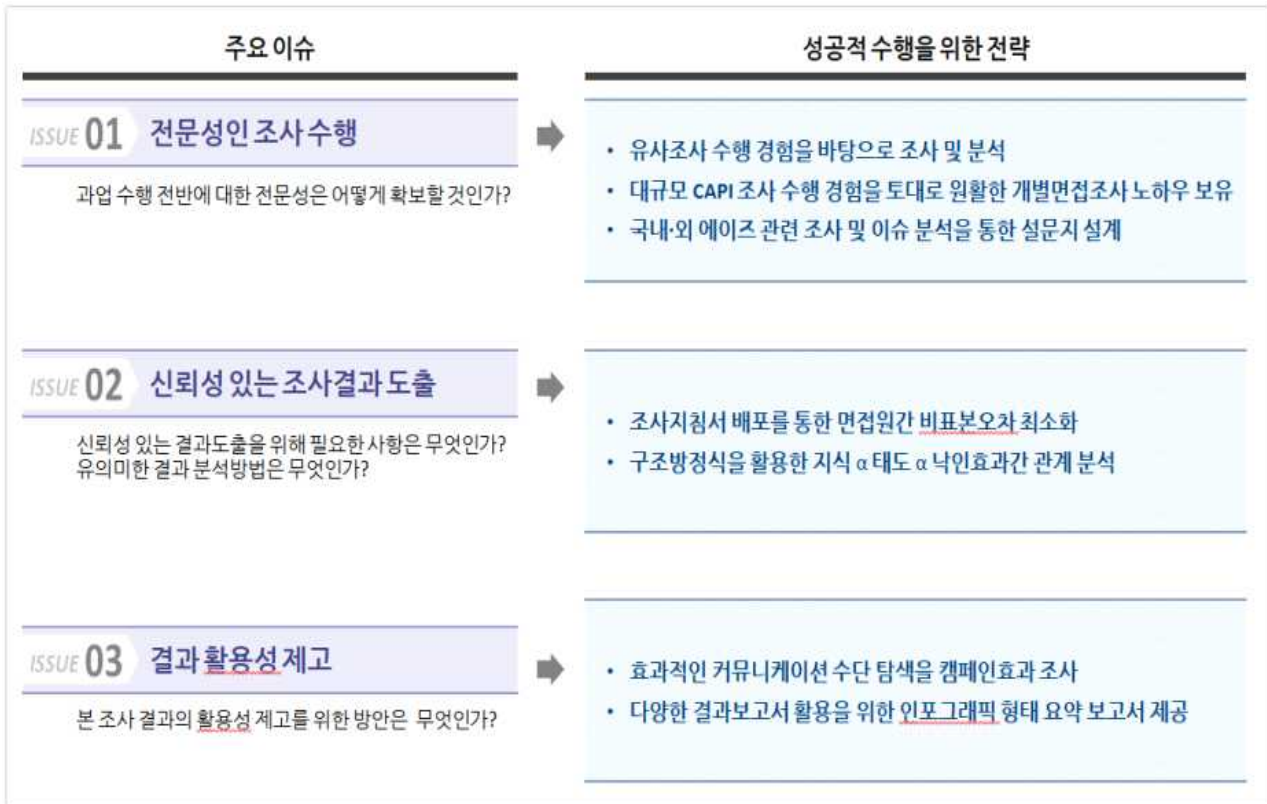 주요 이슈
성공적 수행을 위한 전략
ISSUE 01 전문성인 조사 수행
과업 수행 전반에 대한 전문성은 어떻게 확보할 것인가?
• 유사조사 수행 경험을 바탕으로 조사 및 분석
• 대규모 CAPI 조사 수행 경험을 토대로 원활한 개별면접조사 노하우 보유
• 국내·외 에이즈 관련 조사 및 이슈 분석을 통한 설문지 설계
ISSUE 02 신뢰성 있는 조사결과 도출
신뢰성 있는 결과도출을 위해 필요한 사항은 무엇인가?
유의미한 결과 분석방법은 무엇인가?
• 조사지침서 배포를 통한 면접원간 비표본오차 최소화
• 구조방정식을 활용한 지식 α 태도 α 낙인효과간 관계 분석
ISSUE 03 결과 활용성 제고
본 조사 결과의 활용성 제고를 위한 방안은 무엇인가?
• 효과적인 커뮤니케이션 수단 탐색을 캠페인효과 조사
• 다양한 결과보고서 활용을 위한 인포그래픽 형태 요약 보고서 제공